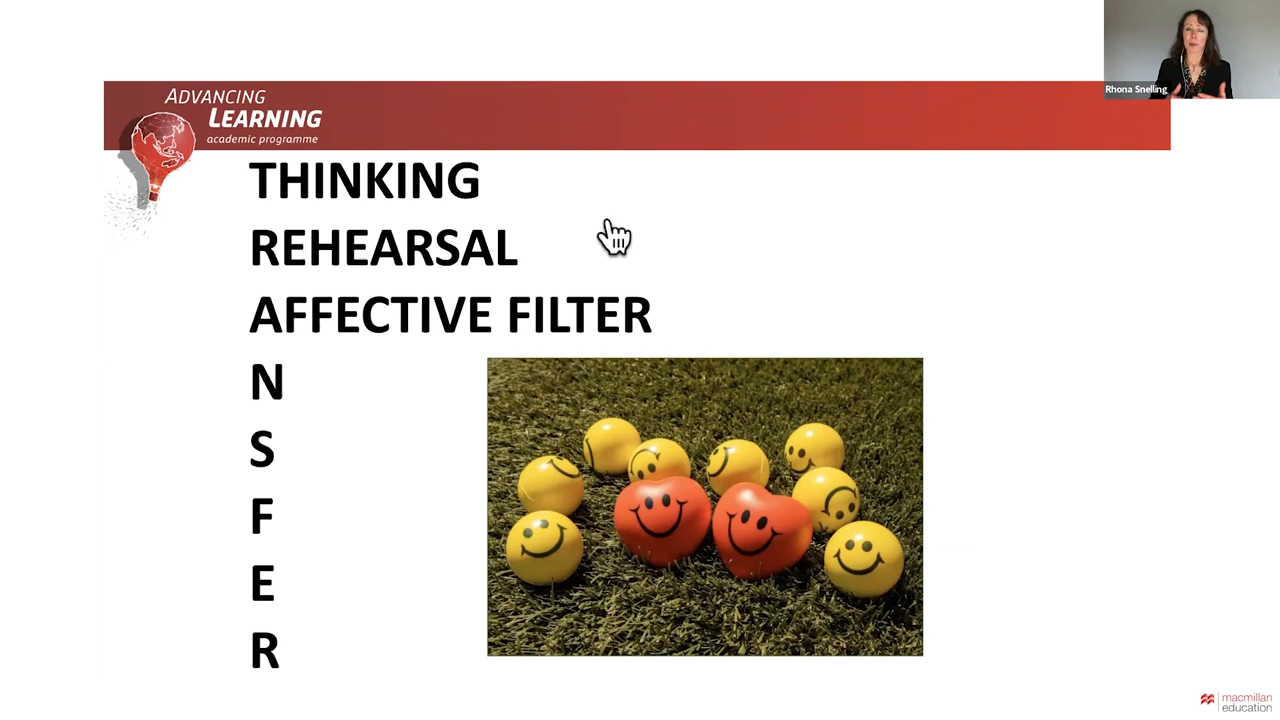 Rhona Snelling
ADVANCING
LEARNING
academic programme
THINKING
REHEARSAL
AFFECTIVE FILTER
N
S
F
E
R
macmillan
education